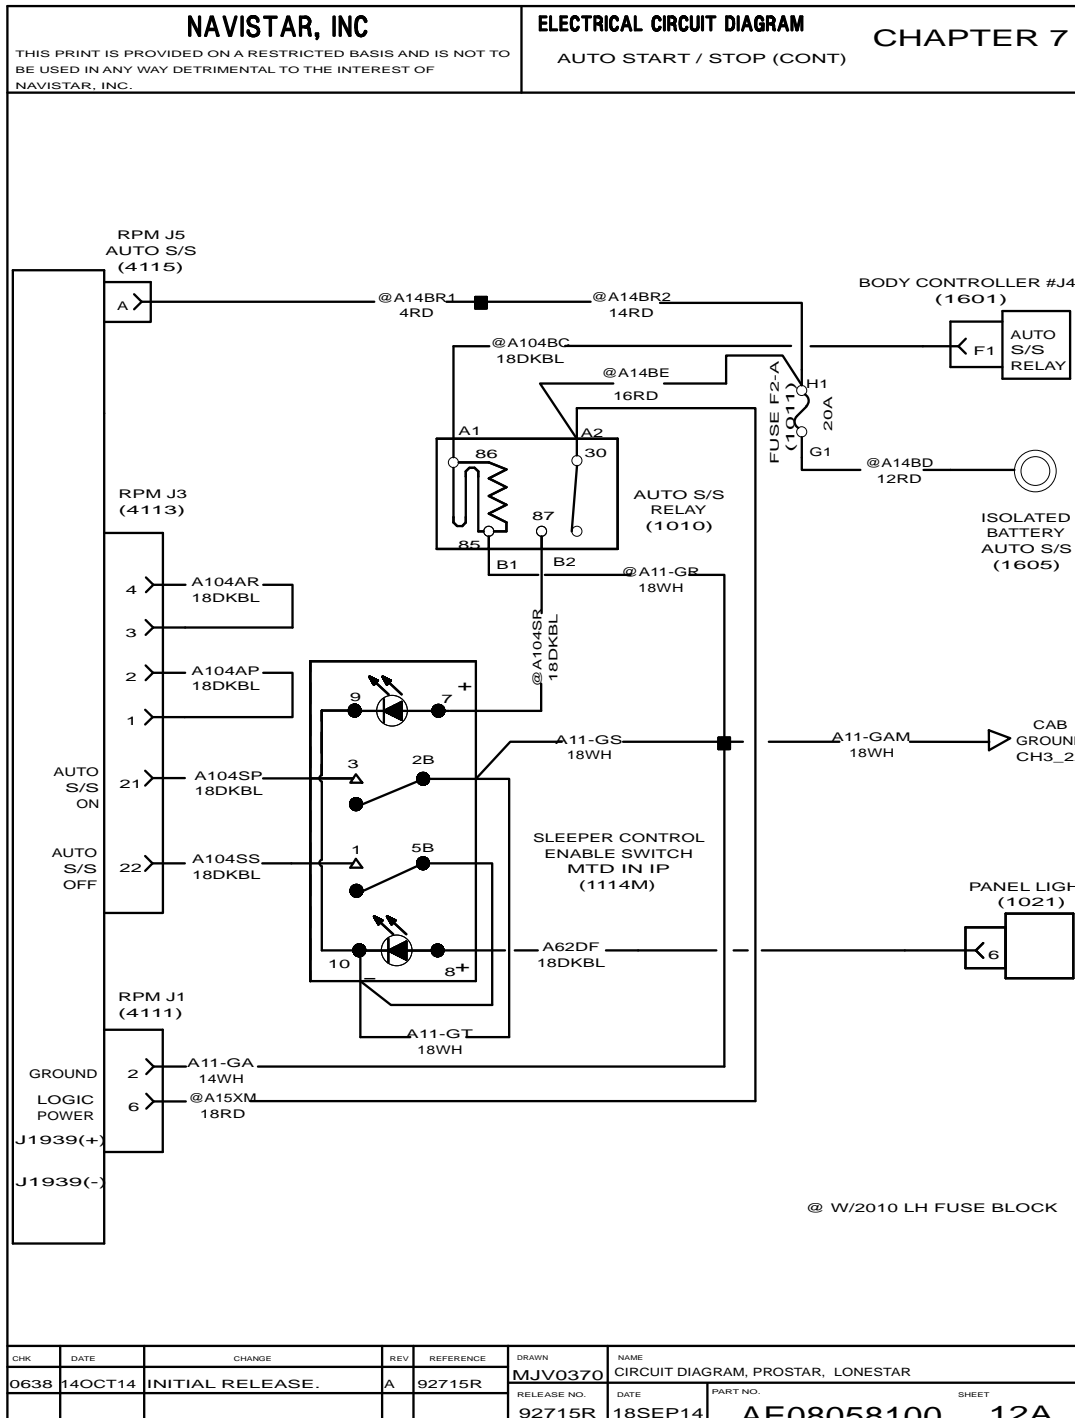 NAVISTAR, INC
THIS PRINT IS PROVIDED ON A RESTRICTED BASIS AND IS NOT TO
BE USED IN ANY WAY DETRIMENTAL TO THE INTEREST OF
NAVISTAR, INC.
ELECTRICAL CIRCUIT DIAGRAM
AUTO START / STOP (CONT)
CHAPTER 7
RPM J5
AUTO S/S
(4115)
A
@A14BR1
4RD
@A14BR2
14RD
BODY CONTROLLER #J4
(1601)
F1
AUTO
S/S
RELAY
@A104BC
18DKBL
@A14BE
16RD
FUSE F2-A
(1011)
H1
20A
G1
@A14BD
12RD
ISOLATED
BATTERY
AUTO S/S
(1605)
A1
A2
86
30
85
87
B1
B2
AUTO S/S
RELAY
(1010)
@A11-GR
18WH
@A104SR
18DKBL
RPM J3
(4113)
4
A104AR
18DKBL
3
2
A104AP
18DKBL
1
AUTO
S/S
ON
21
A104SP
18DKBL
AUTO
S/S
OFF
22
A104SS
18DKBL
9
7
+
3
2B
1
5B
10
8
+
–
A11-GS
18WH
A11-GAM
18WH
CAB
GROUN
CH3_2
SLEEPER CONTROL
ENABLE SWITCH
MTD IN IP
(1114M)
A62DF
18DKBL
PANEL LIGH
(1021)
6
A11-GT
18WH
RPM J1
(4111)
GROUND
2
A11-GA
14WH
LOGIC
POWER
6
@A15XM
18RD
J1939(+)
J1939(-)
@ W/2010 LH FUSE BLOCK
CHK DATE CHANGE REV REFERENCE
0638 14OCT14 INITIAL RELEASE. A 92715R
DRAWN
MJV0370
NAME
CIRCUIT DIAGRAM, PROSTAR, LONESTAR
RELEASE NO.
92715R
DATE
18SEP14
PART NO.
AF08058100
SHEET
12A